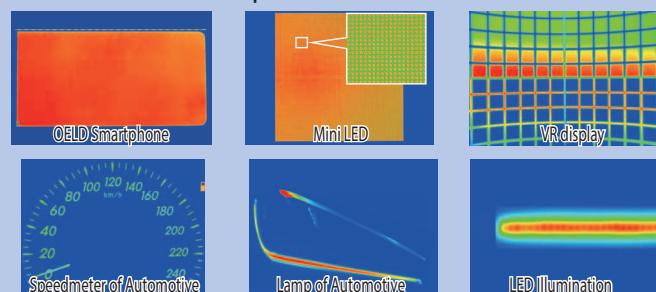 OELD Smartphone
Mini LED
VR display
0
20
40
60
80
100
120
140
160
180
200
220
240
km/h
Speedmeter of Automotive
Lamp of Automotive
LED Illumination